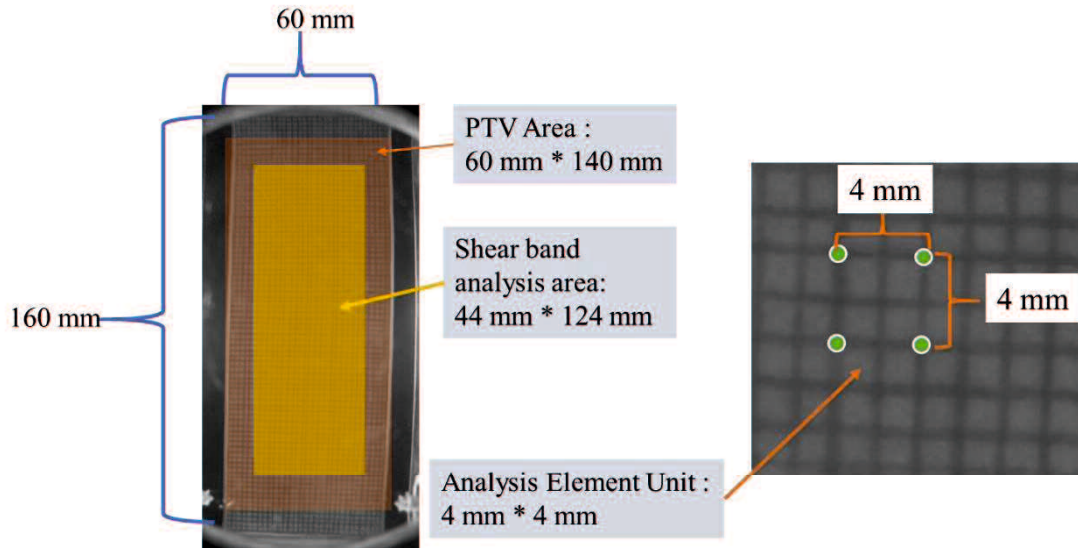 60 mm
PTV Area :
60 mm * 140 mm
4 mm
Shear band
analysis area:
44 mm * 124 mm
4 mm
160 mm
Analysis Element Unit :
4 mm * 4 mm